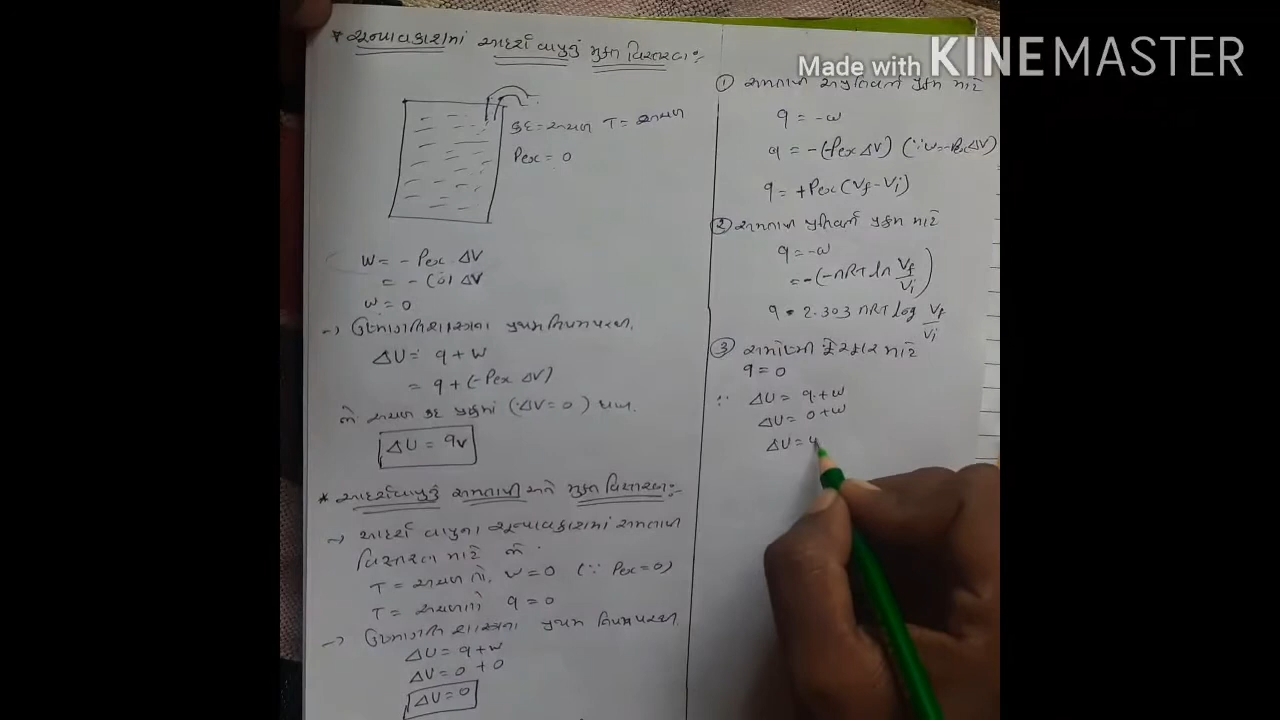 * શૂન્યાવકાશમાં આદર્શ વાયુનું મુક્ત વિસ્તરણ :-
કદ = અચળ T = અચળ
Pex = 0
W = - Pex ΔV
= - (0) ΔV
W = 0
→ ઉષ્માગતિશાસ્ત્રના પ્રથમ નિયમ પરથી,
ΔU = q + W
= q + (-Pex ΔV)
જો અચળ કદે પ્રક્રમાં (∵ ΔV = 0) થાય.
ΔU = qv
* આદર્શવાયુનું સમતાપી અને મુક્ત વિસ્તરણ :-
→ આદર્શ વાયુના શૂન્યાવકાશમાં સમતાપ
વિસ્તરણ માટે જો
T = અચળ તો, W = 0 (∵ Pex = 0)
T = અચળ તો q = 0
→ ઉષ્માગતિ શાસ્ત્રના પ્રથમ નિયમ પરથી,
ΔU = q + W
ΔU = 0 + 0
ΔU = 0
Made with KINEMASTER
① સમતાપ અપ્રતિવર્તી પ્રક્રમ માટે
q = -W
q = -(-Pex ΔV) (∵ W = -Pex ΔV)
q = +Pex (Vf - Vi)
② સમતાપ પ્રતિવર્તી પ્રક્રમ માટે
q = -W
= -(-nRT ln Vf/Vi)
q = 2.303 nRT log Vf/Vi
③ સમોષ્મી ફેરફાર માટે
q = 0
∵ ΔU = q + W
ΔU = 0 + W
ΔU =